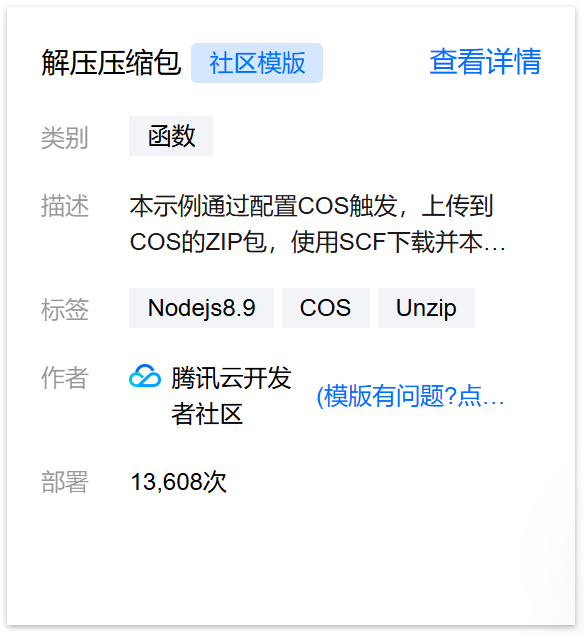 解压压缩包 社区模版 查看详情
类别 函数
描述 本示例通过配置COS触发，上传到
COS的ZIP包，使用SCF下载并本…
标签 Nodejs8.9 COS Unzip
作者 腾讯云开发
者社区 (模版有问题?点…
部署 13,608次